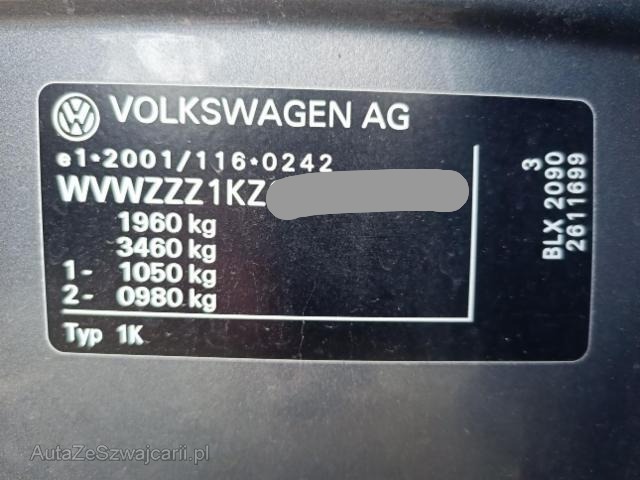 VOLKSWAGEN AG
e1*2001/116*0242
WVWZZZ1KZ
1960 kg
3460 kg
1- 1050 kg
2- 0980 kg
Typ 1K
3
BLX 2090
2611699
AutaZeSzwajcarii.pl